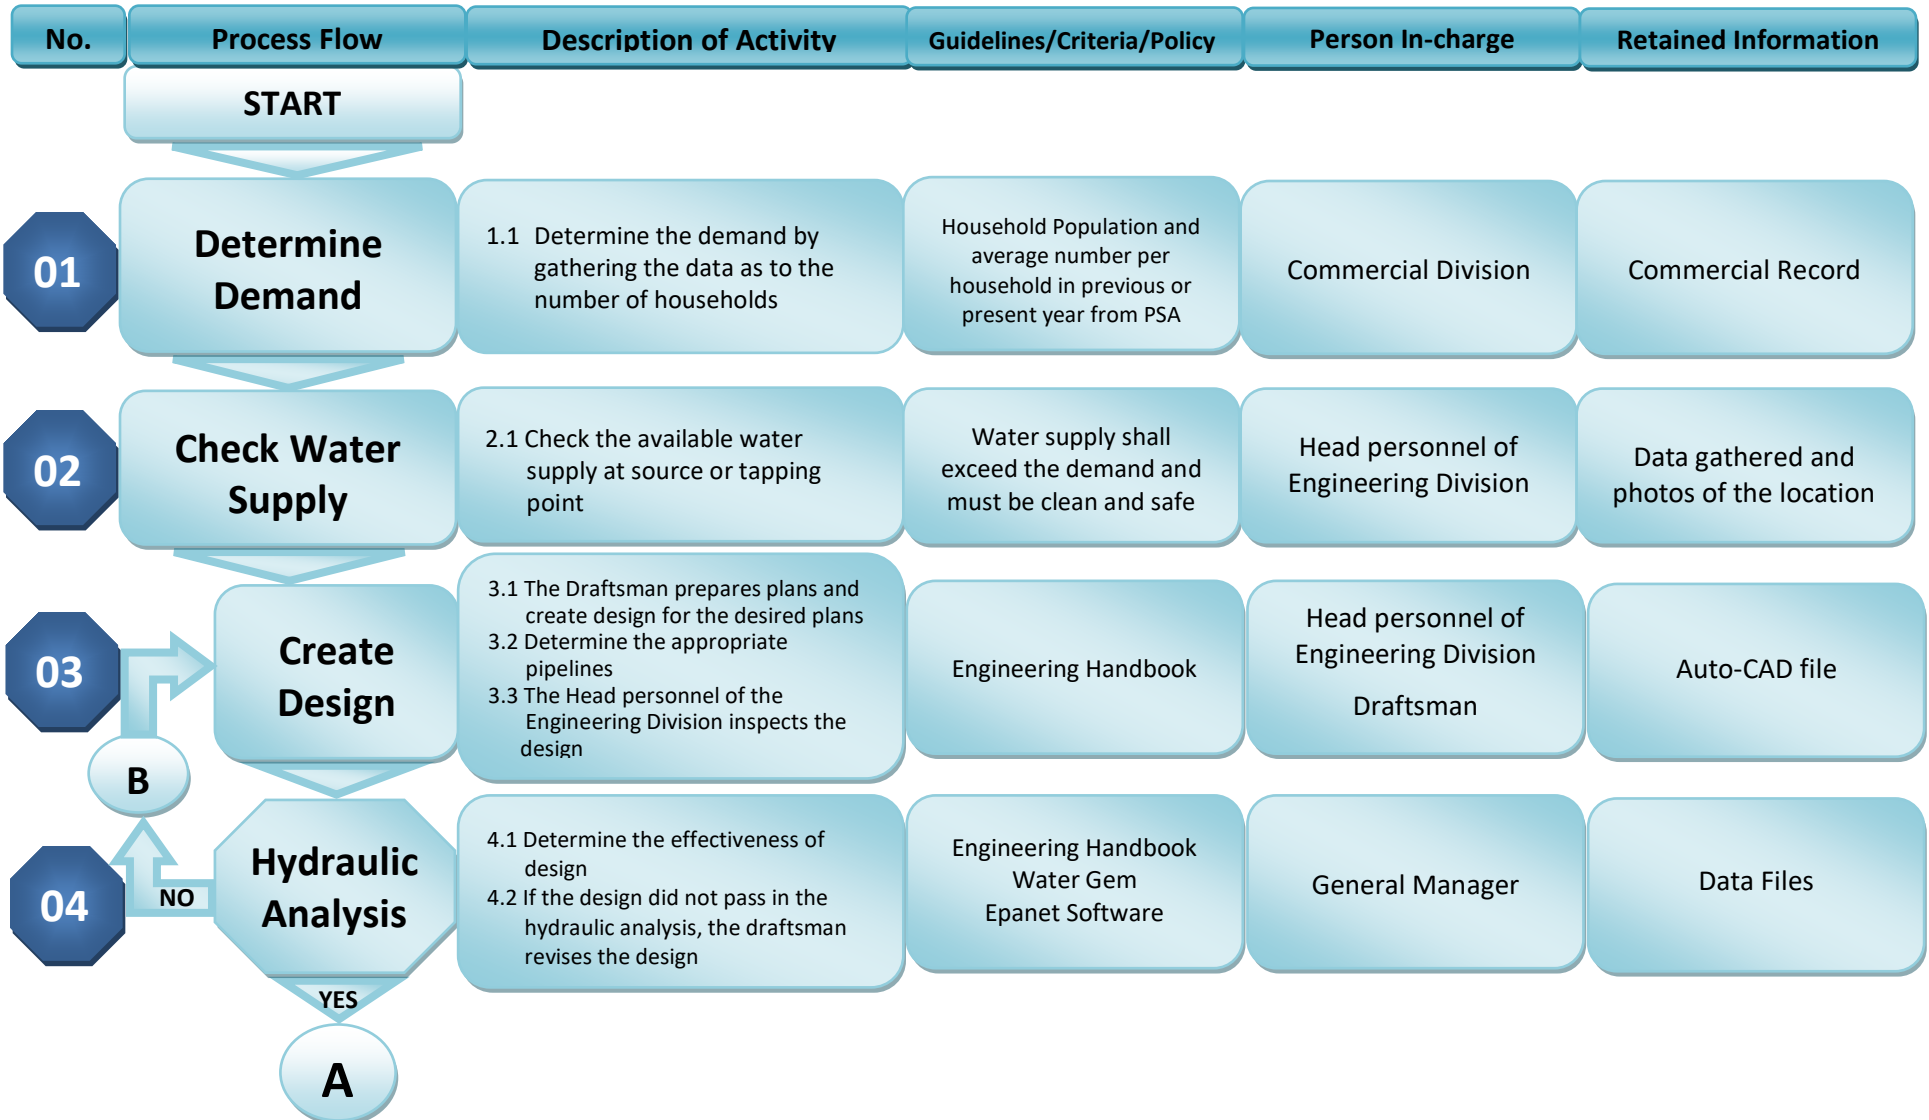 No.
Process Flow
Description of Activity
Guidelines/Criteria/Policy
Person In-charge
Retained Information
START
01
Determine
Demand
1.1 Determine the demand by
gathering the data as to the
number of households
Household Population and
average number per
household in previous or
present year from PSA
Commercial Division
Commercial Record
02
Check Water
Supply
2.1 Check the available water
supply at source or tapping
point
Water supply shall
exceed the demand and
must be clean and safe
Head personnel of
Engineering Division
Data gathered and
photos of the location
03
Create
Design
3.1 The Draftsman prepares plans and
create design for the desired plans
3.2 Determine the appropriate
pipelines
3.3 The Head personnel of the
Engineering Division inspects the
design
Engineering Handbook
Head personnel of
Engineering Division
Draftsman
Auto-CAD file
B
04
NO
Hydraulic
Analysis
4.1 Determine the effectiveness of
design
4.2 If the design did not pass in the
hydraulic analysis, the draftsman
revises the design
Engineering Handbook
Water Gem
Epanet Software
General Manager
Data Files
YES
A